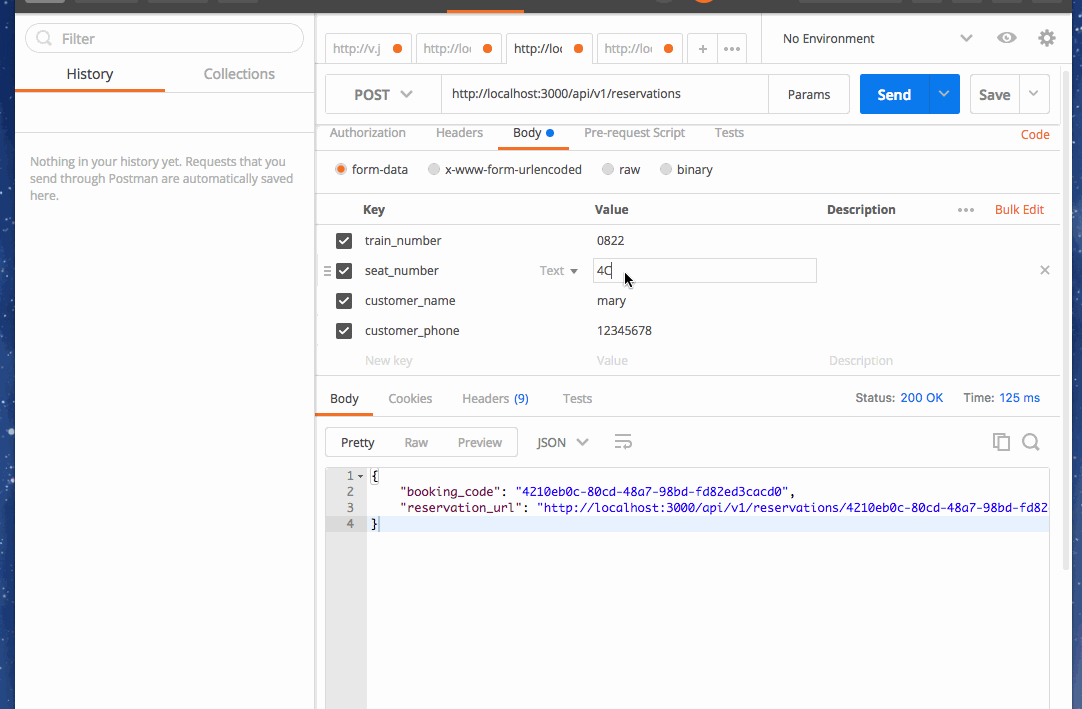 Filter
History Collections
Nothing in your history yet. Requests that you
send through Postman are automatically saved
here.
http://v.j http://loc http://loc http://loc + •••
No Environment
POST http://localhost:3000/api/v1/reservations Params Send Save
Authorization Headers Body Pre-request Script Tests Code
form-data x-www-form-urlencoded raw binary
Key Value Description ••• Bulk Edit
train_number 0822
seat_number Text 4C
customer_name mary
customer_phone 12345678
New key Value Description
Body Cookies Headers (9) Tests Status: 200 OK Time: 125 ms
Pretty Raw Preview JSON
1 {
2 "booking_code": "4210eb0c-80cd-48a7-98bd-fd82ed3cacd0",
3 "reservation_url": "http://localhost:3000/api/v1/reservations/4210eb0c-80cd-48a7-98bd-fd82
4 }